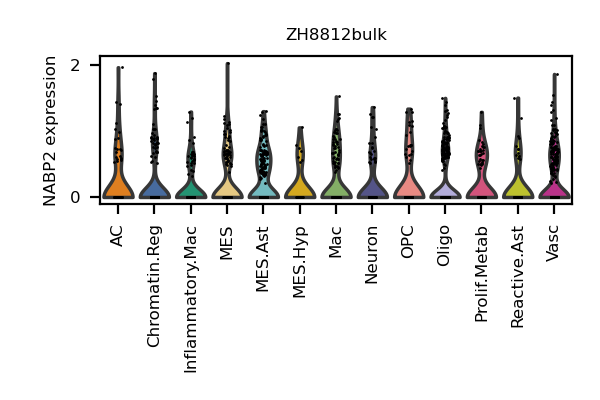 ZH8812bulk
NABP2 expression
2
0
AC
Chromatin.Reg
Inflammatory.Mac
MES
MES.Ast
MES.Hyp
Mac
Neuron
OPC
Oligo
Prolif.Metab
Reactive.Ast
Vasc